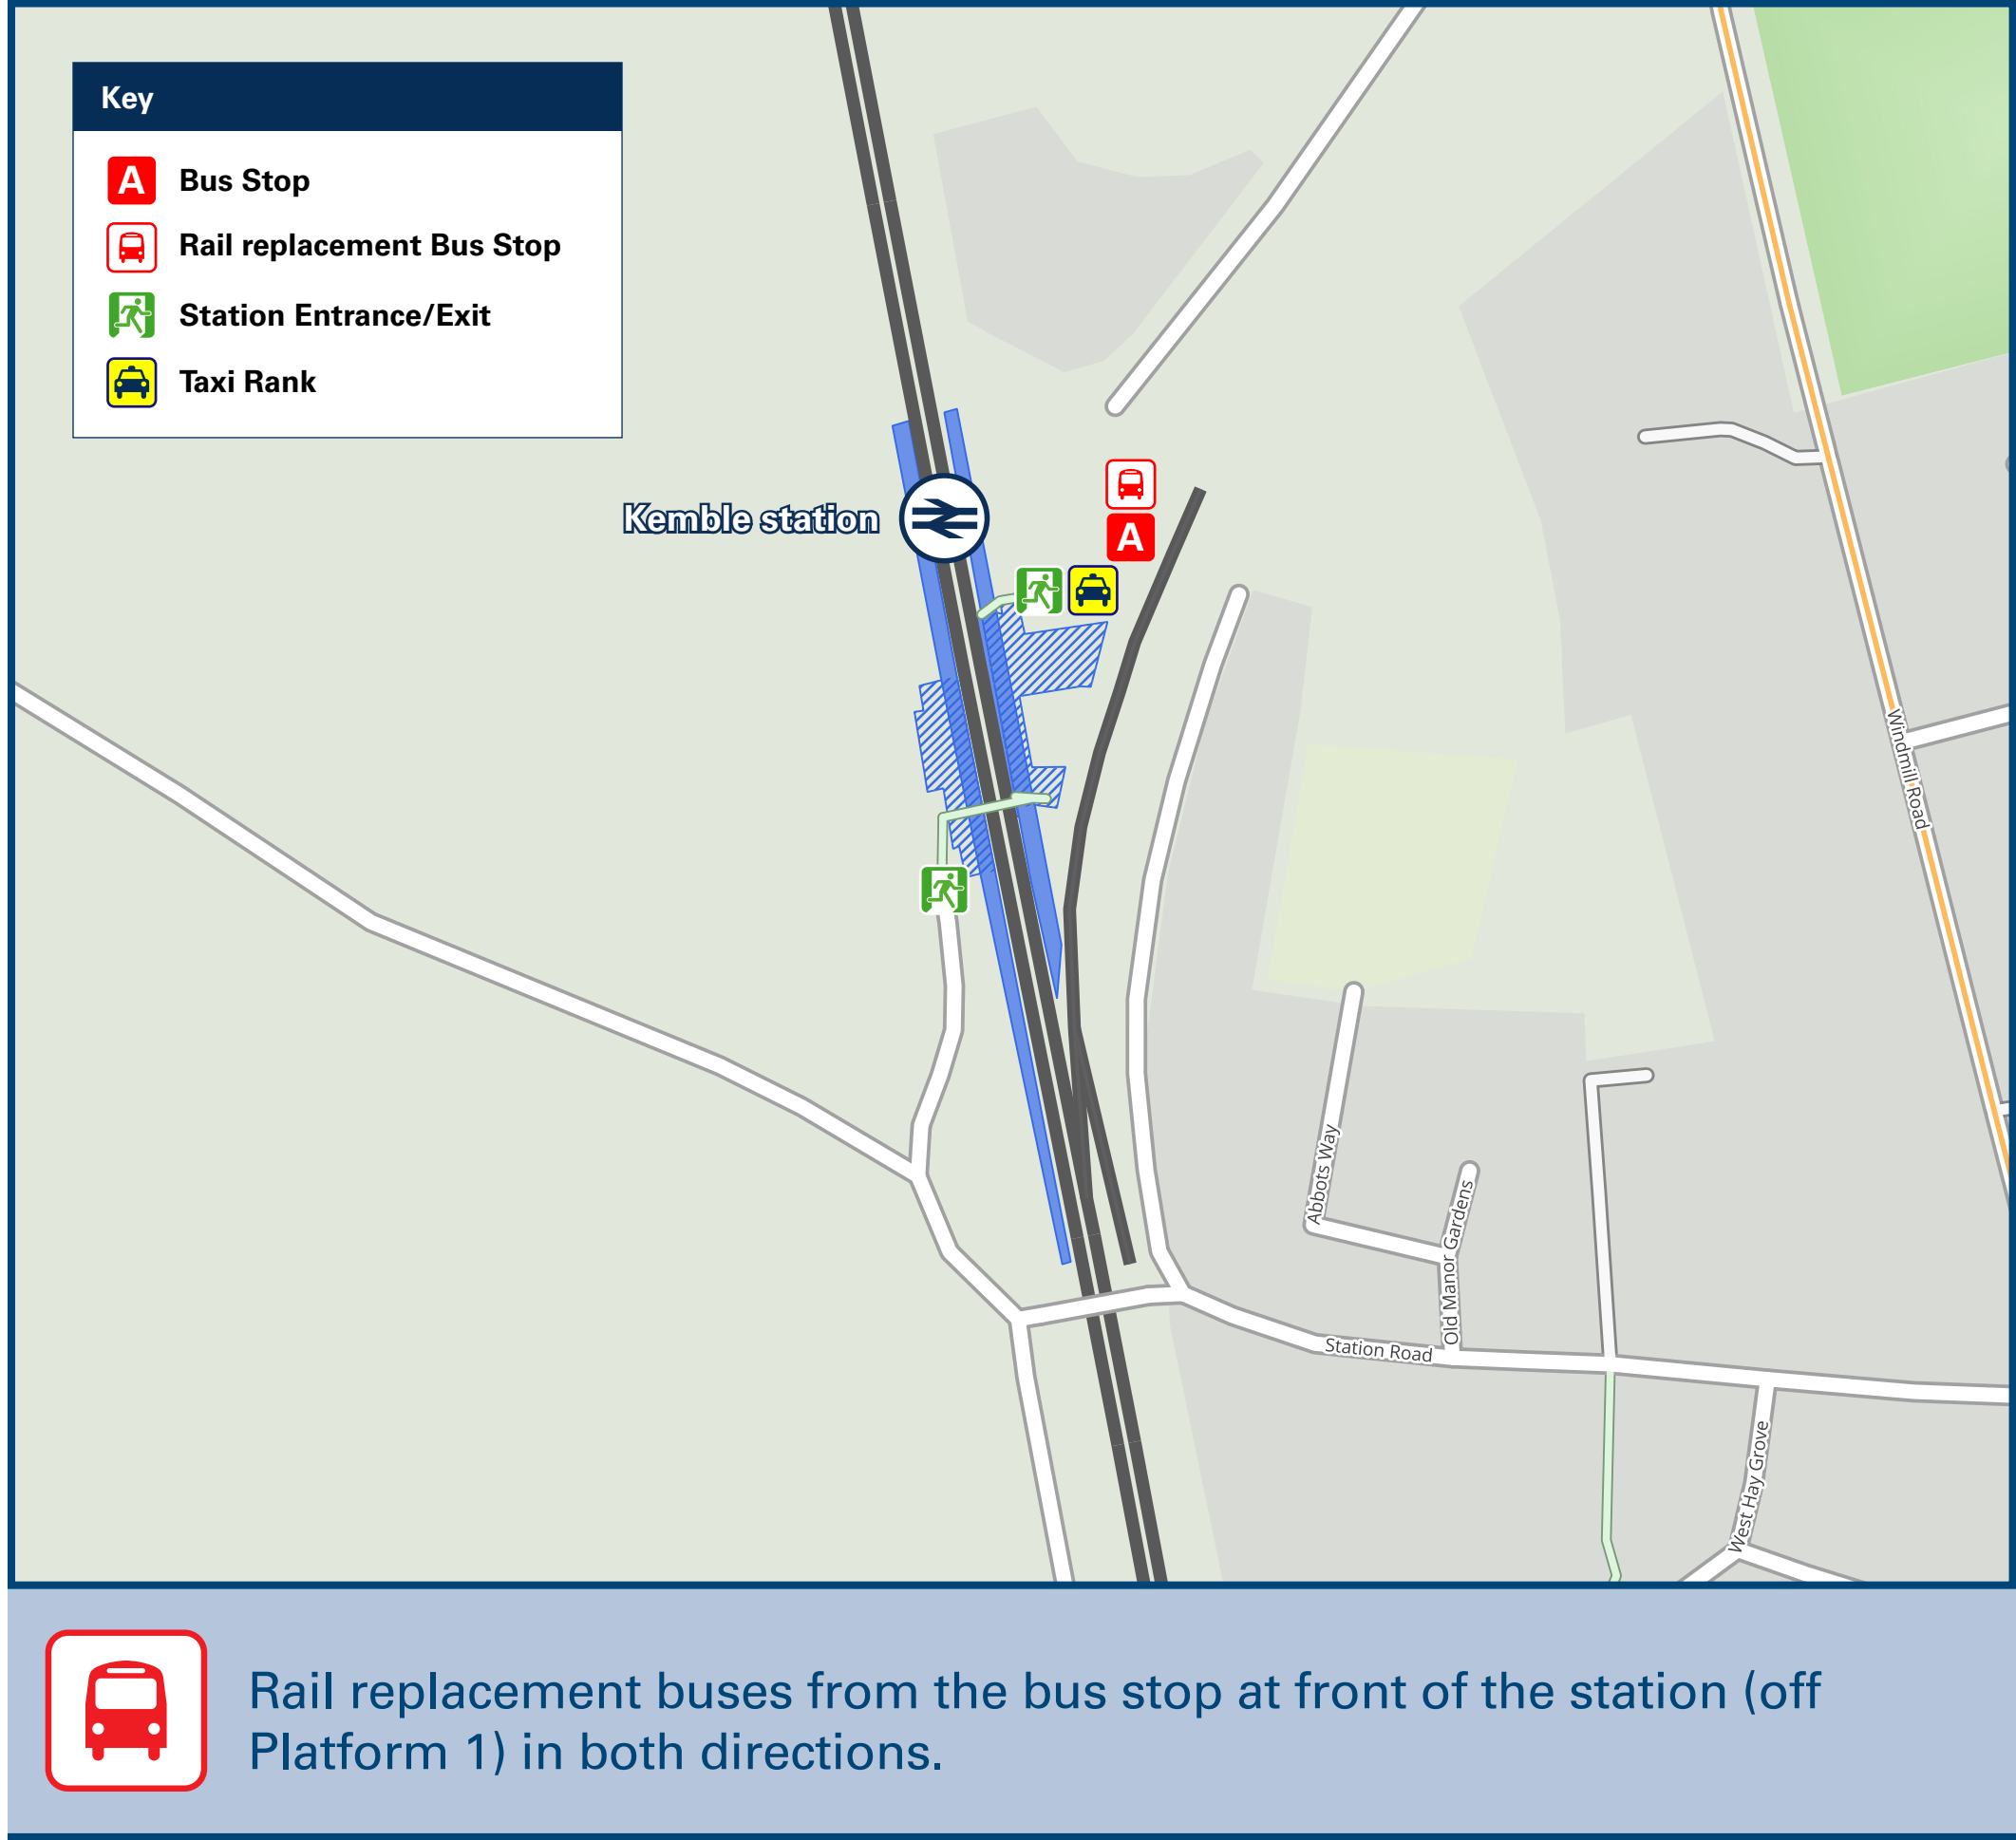 Key
A Bus Stop
Rail replacement Bus Stop
Station Entrance/Exit
Taxi Rank
Kemble station
A
Windmill Road
Abbots Way
Old Manor Gardens
Station Road
West Hay Grove
Rail replacement buses from the bus stop at front of the station (off
Platform 1) in both directions.